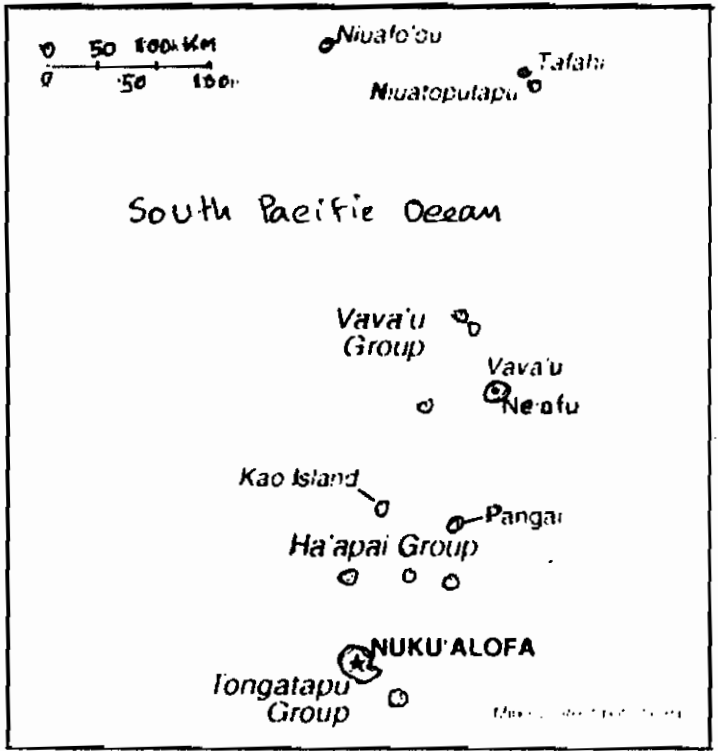 0 50 100 Km
0 50 100
Niuafo'ou
Tafahi
Niuatoputapu
South Pacific Ocean
Vava'u
Group
Vava'u
Neiafu
Kao Island
Pangai
Ha'apai Group
NUKU'ALOFA
Tongatapu
Group